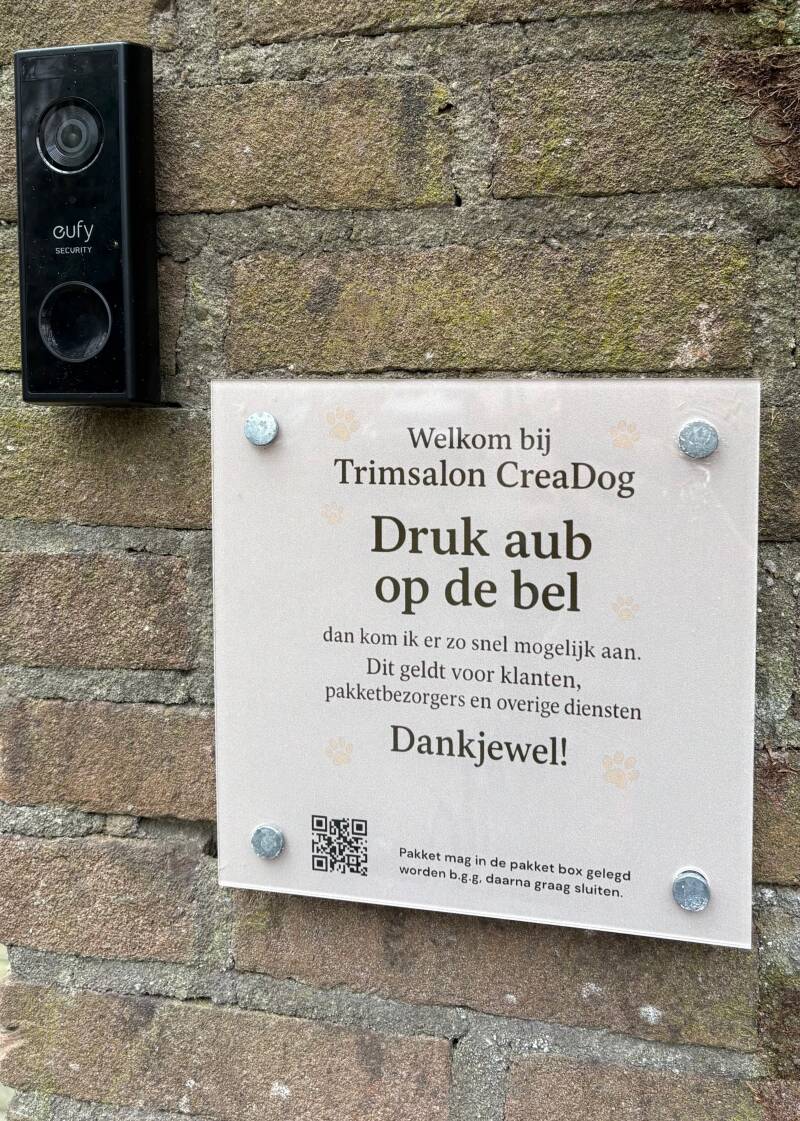 eufy
SECURITY
Welkom bij
Trimsalon CreaDog
Druk aub
op de bel
dan kom ik er zo snel mogelijk aan.
Dit geldt voor klanten,
pakketbezorgers en overige diensten
Dankjewel!
Pakket mag in de pakket box gelegd
worden b.g.g, daarna graag sluiten.